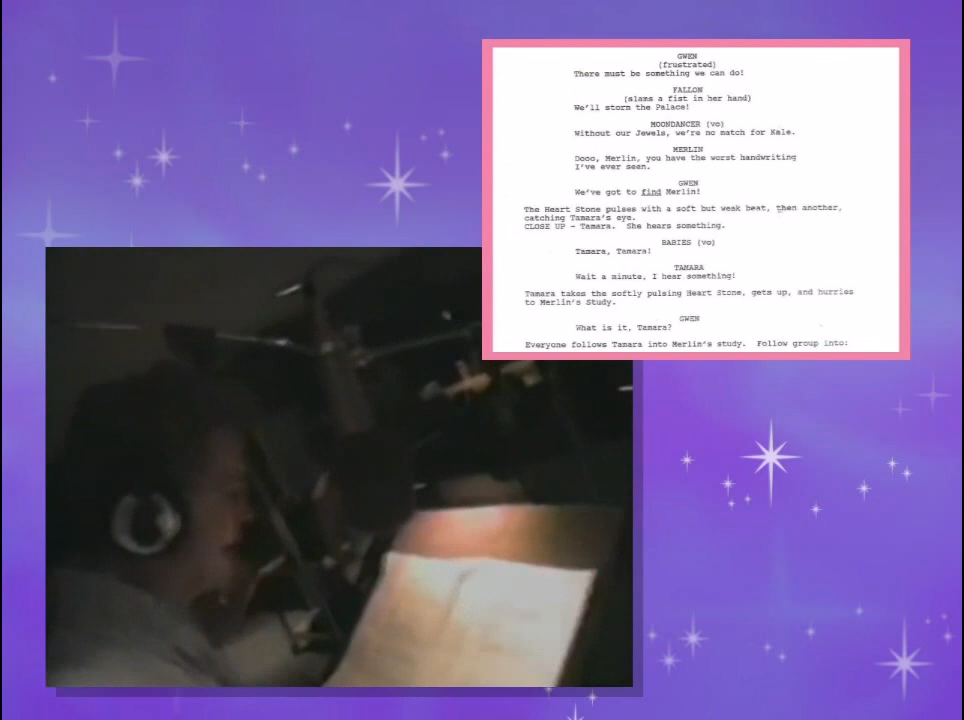 GWEN
(frustrated)
There must be something we can do!
FALLON
(slams a fist in her hand)
We'll storm the Palace!
MOONDANCER (vo)
Without our Jewels, we're no match for Kale.
MERLIN
Dooo, Merlin, you have the worst handwriting
I've ever seen.
GWEN
We've got to find Merlin!
The Heart Stone pulses with a soft but weak beat, then another,
catching Tamara's eye.
CLOSE UP - Tamara. She hears something.
BABIES (vo)
Tamara, Tamara!
TAMARA
Wait a minute, I hear something!
Tamara takes the softly pulsing Heart Stone, gets up, and hurries
to Merlin's Study.
GWEN
What is it, Tamara?
Everyone follows Tamara into Merlin's study. Follow group into: